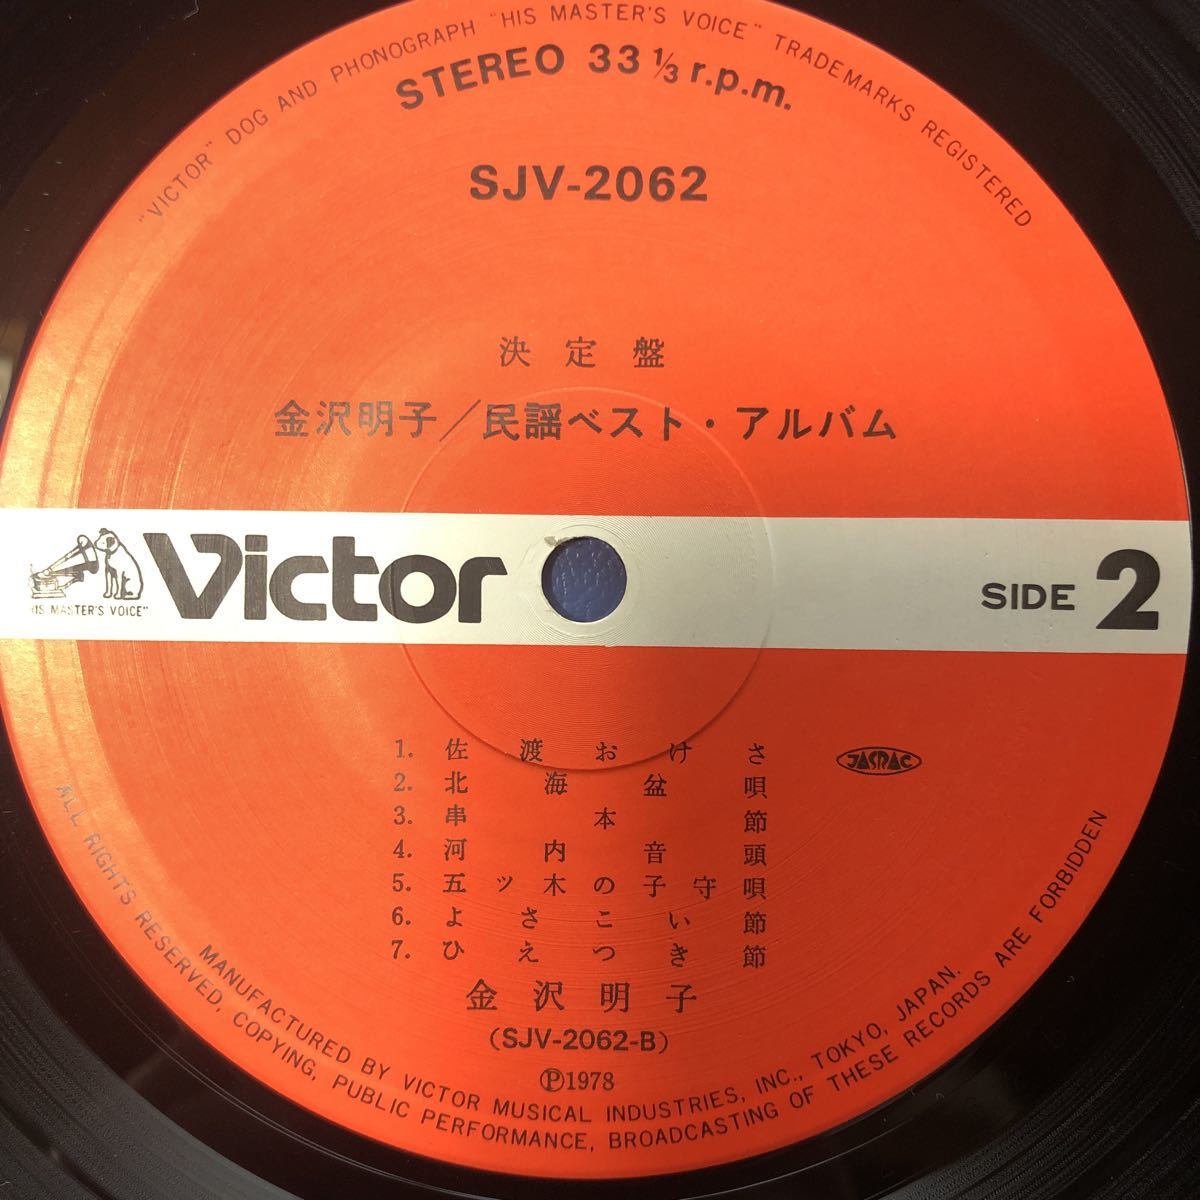 "VICTOR" DOG AND PHONOGRAPH "HIS MASTER'S VOICE" TRADEMARKS REGISTERED
STEREO 33 1/3 r.p.m.
SJV-2062
決定盤
金沢明子/民謡ベスト・アルバム
"HIS MASTER'S VOICE"
Victor
SIDE 2
1. 佐渡おけさ
JASRAC
2. 北海盆唄
3. 串本節
4. 河内音頭
5. 五ッ木の子守唄
6. よさこい節
7. ひえつき節
金沢明子
(SJV-2062-B)
Ⓟ1978
MANUFACTURED BY VICTOR MUSICAL INDUSTRIES, INC., TOKYO, JAPAN.
ALL RIGHTS RESERVED, COPYING, PUBLIC PERFORMANCE, BROADCASTING OF THESE RECORDS ARE FORBIDDEN